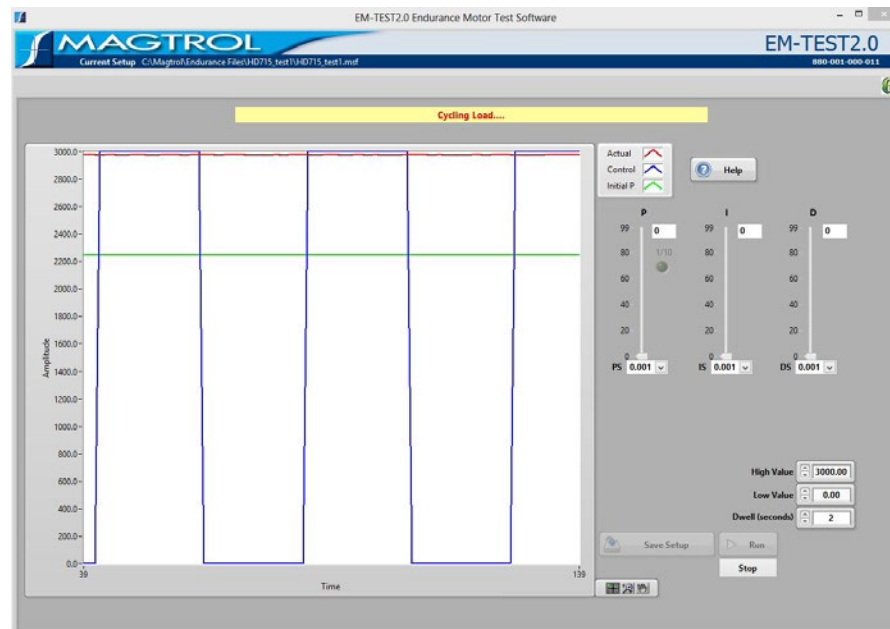 EM-TEST2.0 Endurance Motor Test Software
MAGTROL
EM-TEST2.0
Current Setup C:\Magtrol\Endurance Files\HD715_test1\HD715_test1.msf
880-001-000-011
Cycling Load....
Actual
Control
Initial P
Help
P
I
D
99 0
99 0
99 0
80 1/10
80
80
60
60
60
40
40
40
20
20
20
0
0
0
PS 0.001
IS 0.001
DS 0.001
3000.0
2800.0
2600.0
2400.0
2200.0
2000.0
1800.0
1600.0
1400.0
1200.0
1000.0
800.0
600.0
400.0
200.0
0.0
Amplitude
39
139
Time
High Value 3000.00
Low Value 0.00
Dwell (seconds) 2
Save Setup
Run
Stop